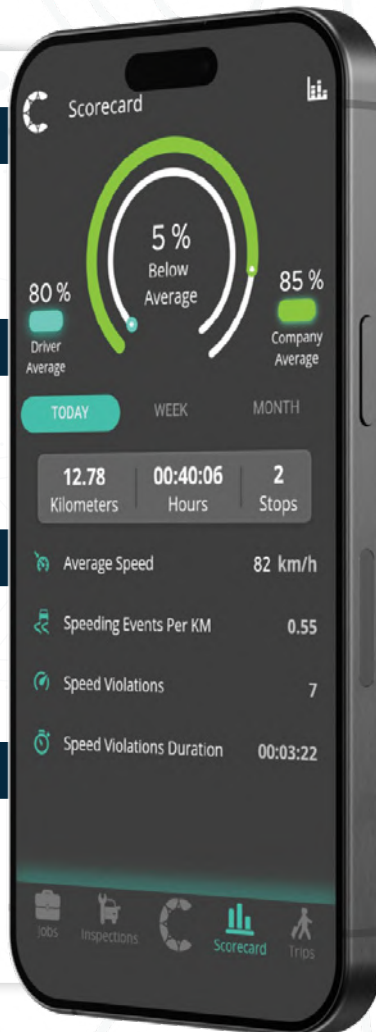 Scorecard
5 %
Below
Average
80 %
Driver
Average
85 %
Company
Average
TODAY WEEK MONTH
12.78 00:40:06 2
Kilometers Hours Stops
Average Speed 82 km/h
Speeding Events Per KM 0.55
Speed Violations 7
Speed Violations Duration 00:03:22
Jobs Inspections Scorecard Trips